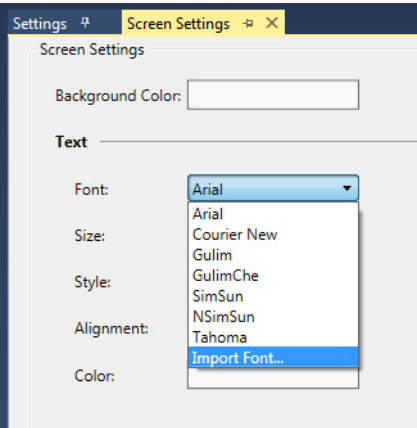 Settings Screen Settings
Screen Settings
Background Color:
Text
Font: Arial
Arial
Size: Courier New
Gulim
Style: GulimChe
SimSun
NSimSun
Alignment: Tahoma
Import Font...
Color: